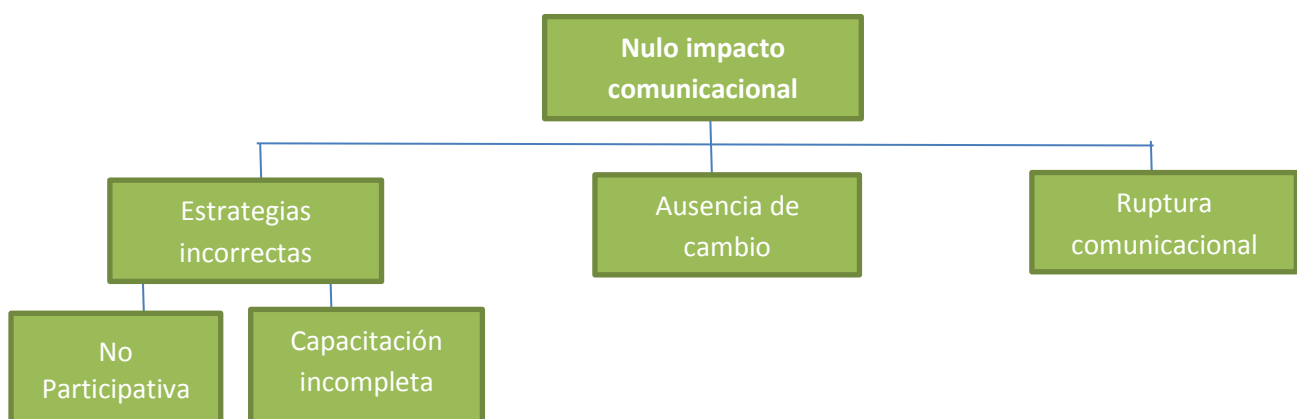 Nulo impacto
comunicacional
Estrategias
incorrectas
Ausencia de
cambio
Ruptura
comunicacional
No
Participativa
Capacitación
incompleta